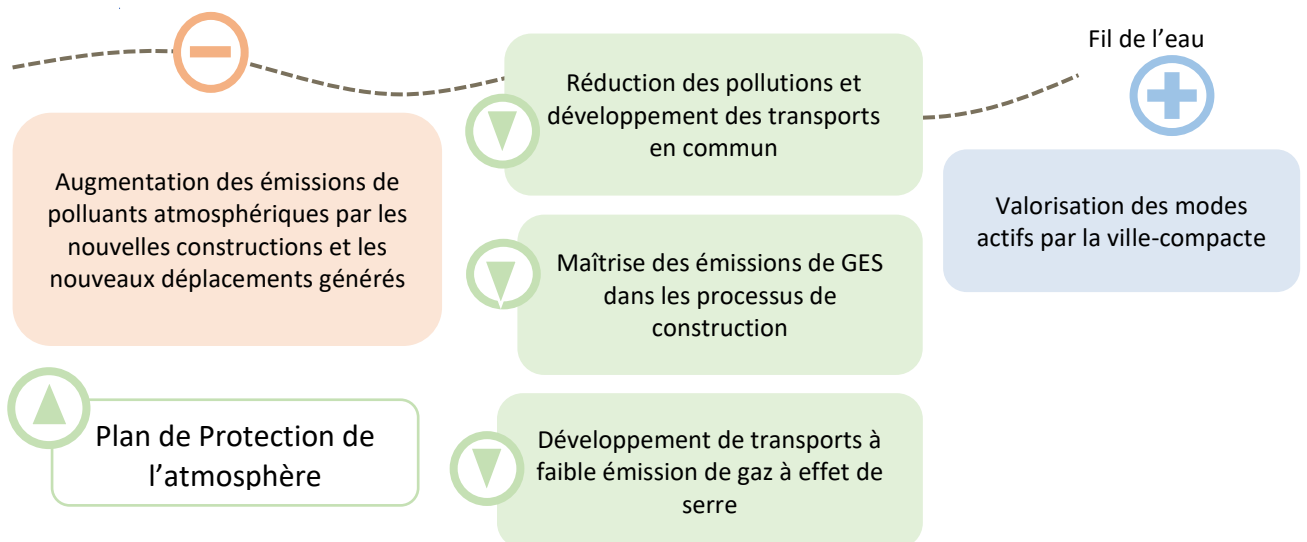 Augmentation des émissions de
polluants atmosphériques par les
nouvelles constructions et les
nouveaux déplacements générés
Plan de Protection de
l’atmosphère
Réduction des pollutions et
développement des transports
en commun
Maîtrise des émissions de GES
dans les processus de
construction
Développement de transports à
faible émission de gaz à effet de
serre
Fil de l’eau
Valorisation des modes
actifs par la ville-compacte